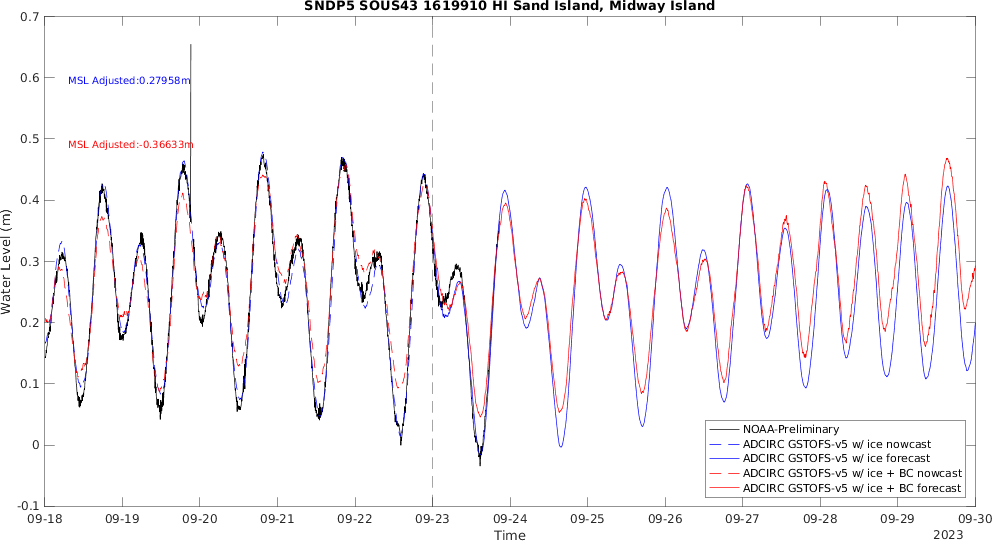 SNDP5 SOUS43 1619910 HI Sand Island, Midway Island
0.7
0.6
0.5
0.4
0.3
0.2
0.1
0
-0.1
Water Level (m)
MSL Adjusted:0.27958m
MSL Adjusted:-0.36633m
NOAA-Preliminary
ADCIRC GSTOFS-v5 w/ ice nowcast
ADCIRC GSTOFS-v5 w/ ice forecast
ADCIRC GSTOFS-v5 w/ ice + BC nowcast
ADCIRC GSTOFS-v5 w/ ice + BC forecast
09-18 09-19 09-20 09-21 09-22 09-23 09-24 09-25 09-26 09-27 09-28 09-29 09-30
Time
2023